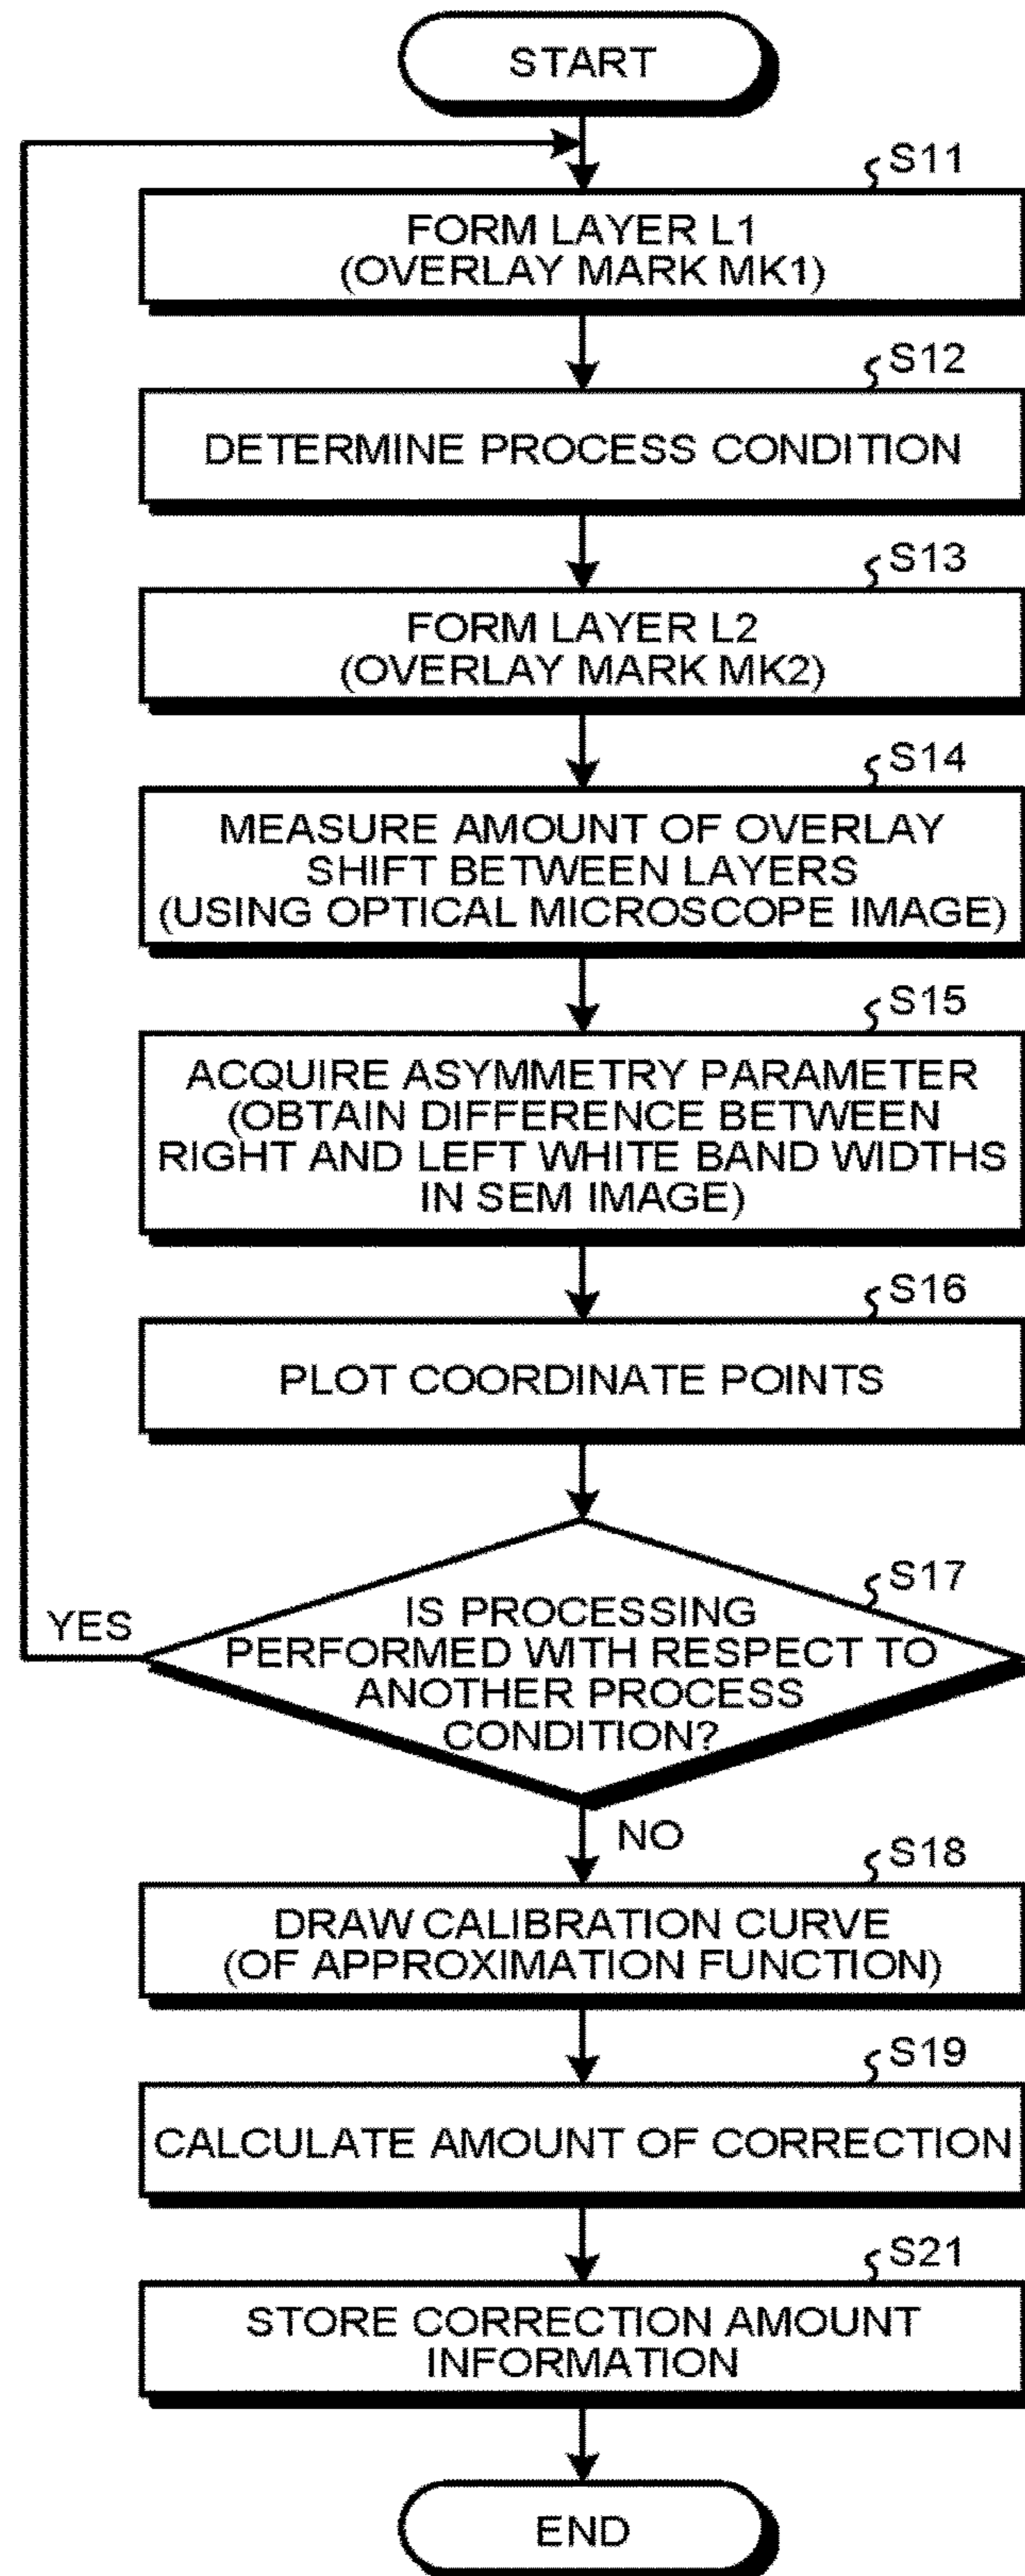 START
S11
FORM LAYER L1
(OVERLAY MARK MK1)
S12
DETERMINE PROCESS CONDITION
S13
FORM LAYER L2
(OVERLAY MARK MK2)
S14
MEASURE AMOUNT OF OVERLAY
SHIFT BETWEEN LAYERS
(USING OPTICAL MICROSCOPE IMAGE)
S15
ACQUIRE ASYMMETRY PARAMETER
(OBTAIN DIFFERENCE BETWEEN
RIGHT AND LEFT WHITE BAND WIDTHS
IN SEM IMAGE)
S16
PLOT COORDINATE POINTS
S17
YES
IS PROCESSING
PERFORMED WITH RESPECT TO
ANOTHER PROCESS
CONDITION?
NO
S18
DRAW CALIBRATION CURVE
(OF APPROXIMATION FUNCTION)
S19
CALCULATE AMOUNT OF CORRECTION
S21
STORE CORRECTION AMOUNT
INFORMATION
END